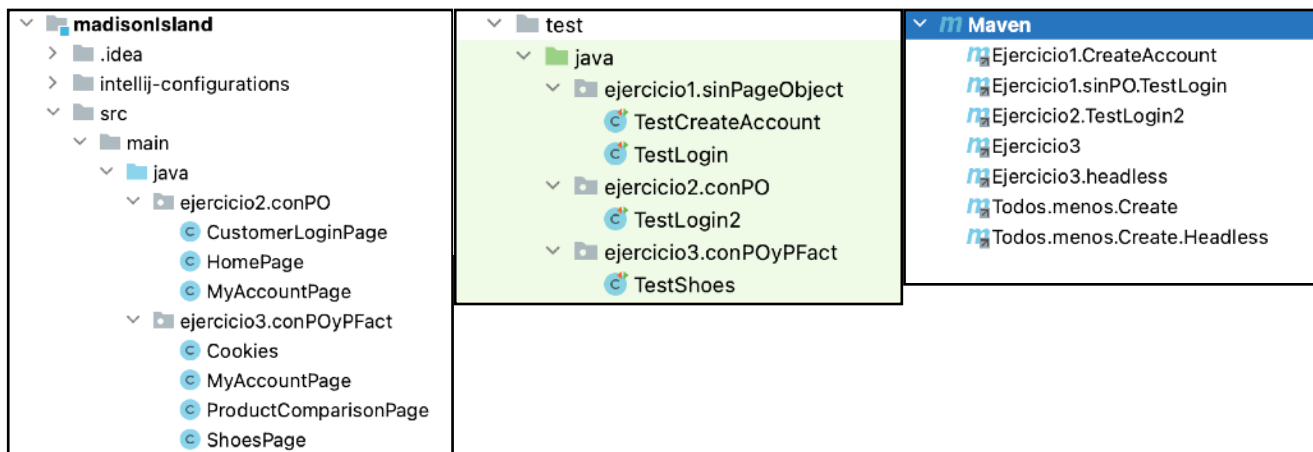 madisonIsland
.idea
intellij-configurations
src
main
java
ejercicio2.conPO
CustomerLoginPage
HomePage
MyAccountPage
ejercicio3.conPOyPFact
Cookies
MyAccountPage
ProductComparisonPage
ShoesPage
test
java
ejercicio1.sinPageObject
TestCreateAccount
TestLogin
ejercicio2.conPO
TestLogin2
ejercicio3.conPOyPFact
TestShoes
Maven
Ejercicio1.CreateAccount
Ejercicio1.sinPO.TestLogin
Ejercicio2.TestLogin2
Ejercicio3
Ejercicio3.headless
Todos.menos.Create
Todos.menos.Create.Headless